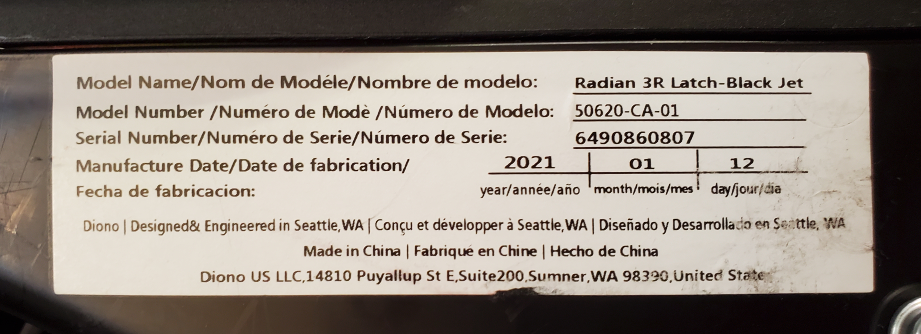 Model Name/Nom de Modéle/Nombre de modelo: Radian 3R Latch-Black Jet
Model Number /Numéro de Modè /Número de Modelo: 50620-CA-01
Serial Number/Numéro de Serie/Número de Serie: 6490860807
Manufacture Date/Date de fabrication/ 2021 01 12
Fecha de fabricacion: year/année/año month/mois/mes day/jour/dia
Diono | Designed& Engineered in Seattle,WA | Conçu et développer à Seattle,WA | Diseñado y Desarrollado en Seattle, WA
Made in China | Fabriqué en Chine | Hecho de China
Diono US LLC,14810 Puyallup St E,Suite200,Sumner,WA 98390,United States